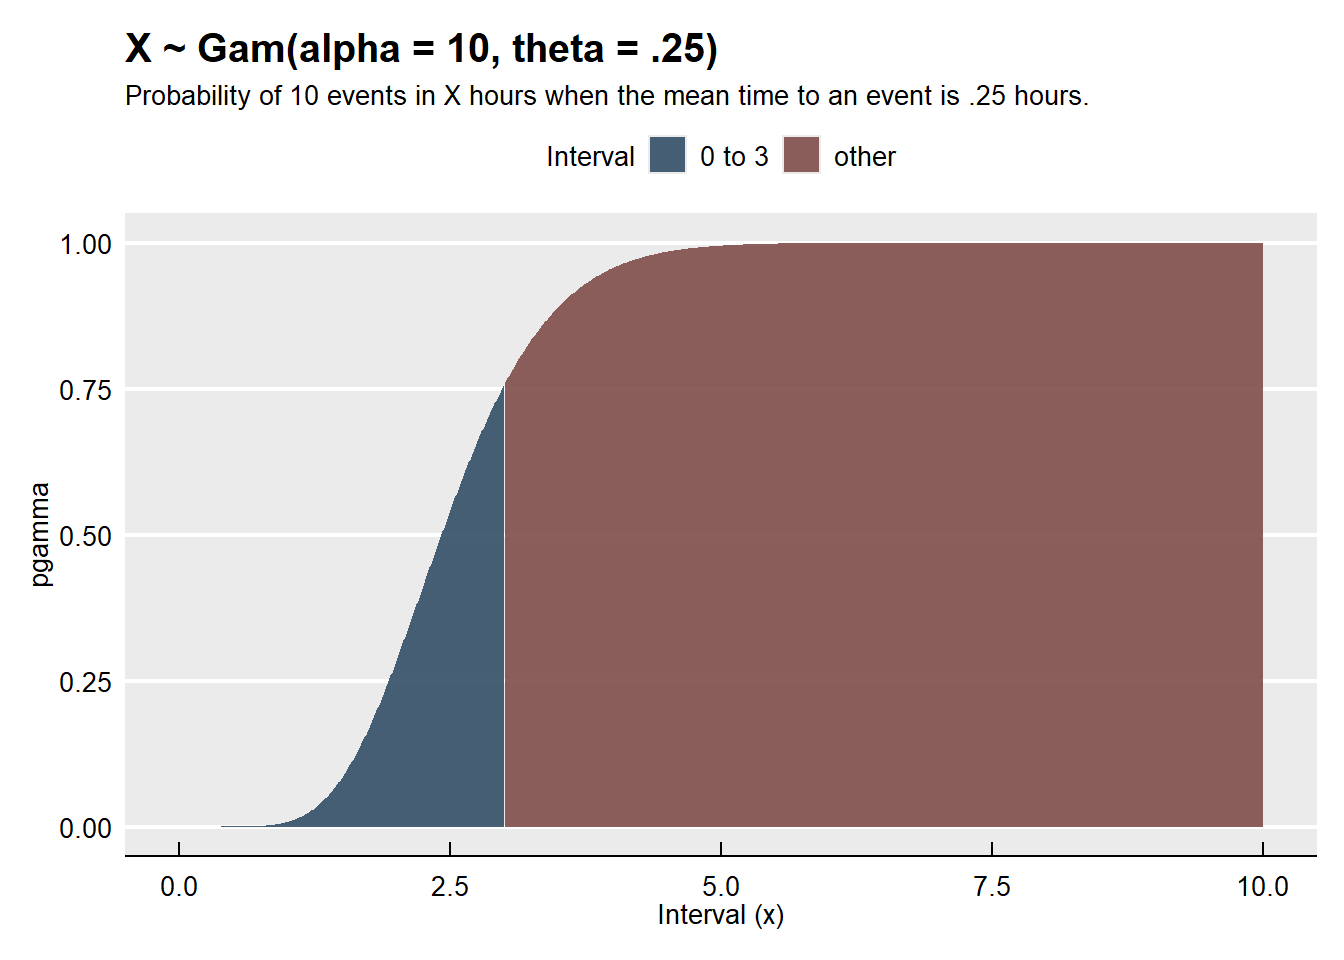 X ~ Gam(alpha = 10, theta = .25)
Probability of 10 events in X hours when the mean time to an event is .25 hours.
Interval 0 to 3 other
1.00
0.75
0.50
0.25
0.00
pgamma
0.0 2.5 5.0 7.5 10.0
Interval (x)